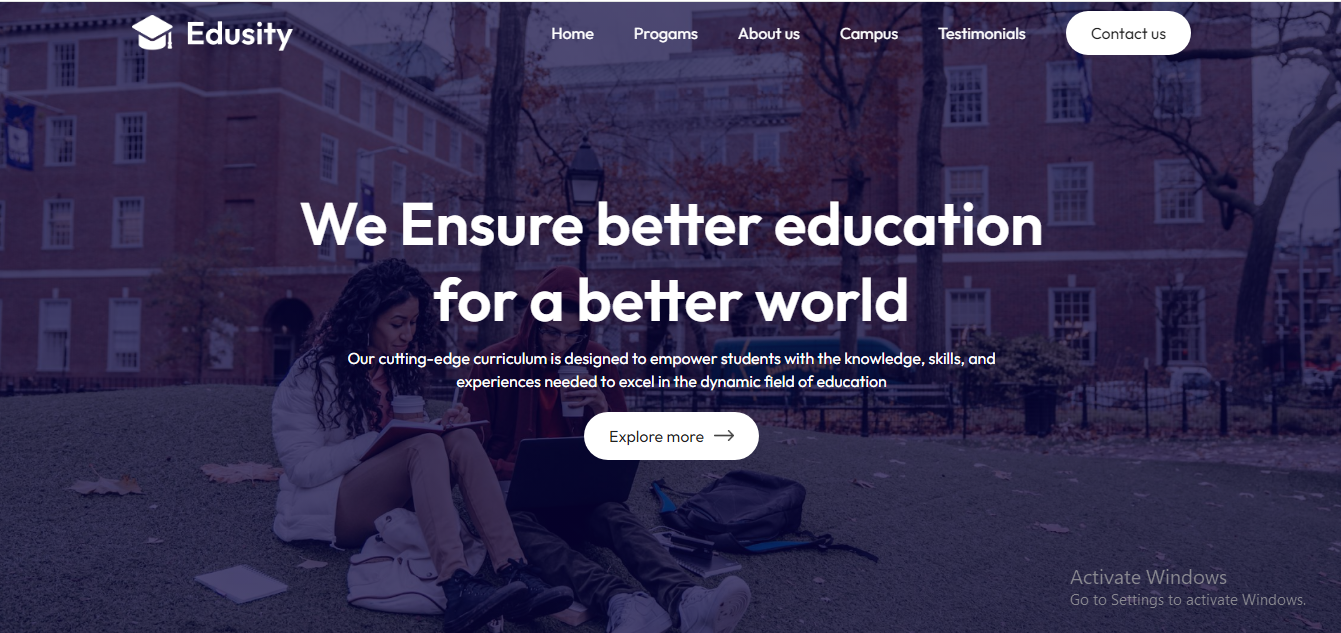 Edusity
Home Progams About us Campus Testimonials Contact us
We Ensure better education
for a better world
Our cutting-edge curriculum is designed to empower students with the knowledge, skills, and
experiences needed to excel in the dynamic field of education
Explore more
Activate Windows
Go to Settings to activate Windows.